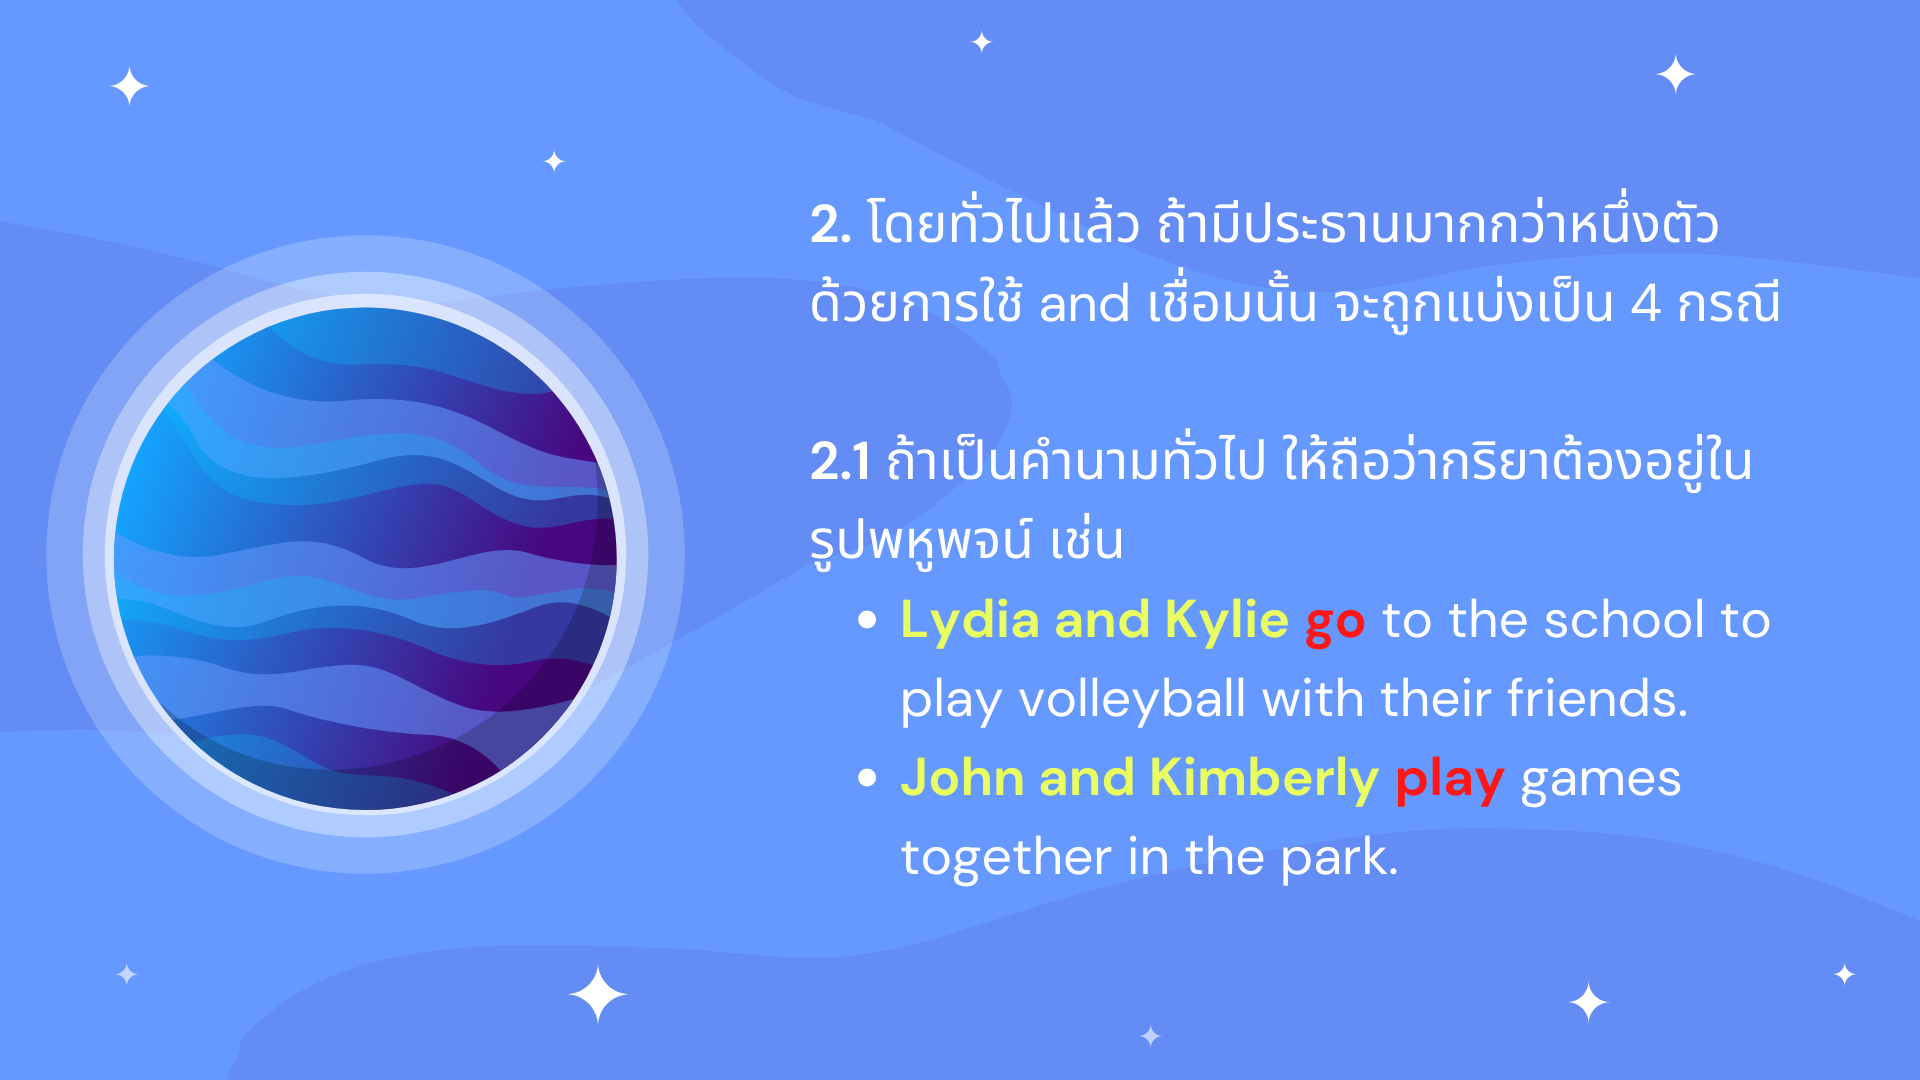 2. โดยทั่วไปแล้ว ถ้ามีประธานมากกว่าหนึ่งตัว
ด้วยการใช้ and เชื่อมนั้น จะถูกแบ่งเป็น 4 กรณี
2.1 ถ้าเป็นคำนามทั่วไป ให้ถือว่ากริยาต้องอยู่ใน
รูปพหูพจน์ เช่น
• Lydia and Kylie go to the school to
play volleyball with their friends.
• John and Kimberly play games
together in the park.